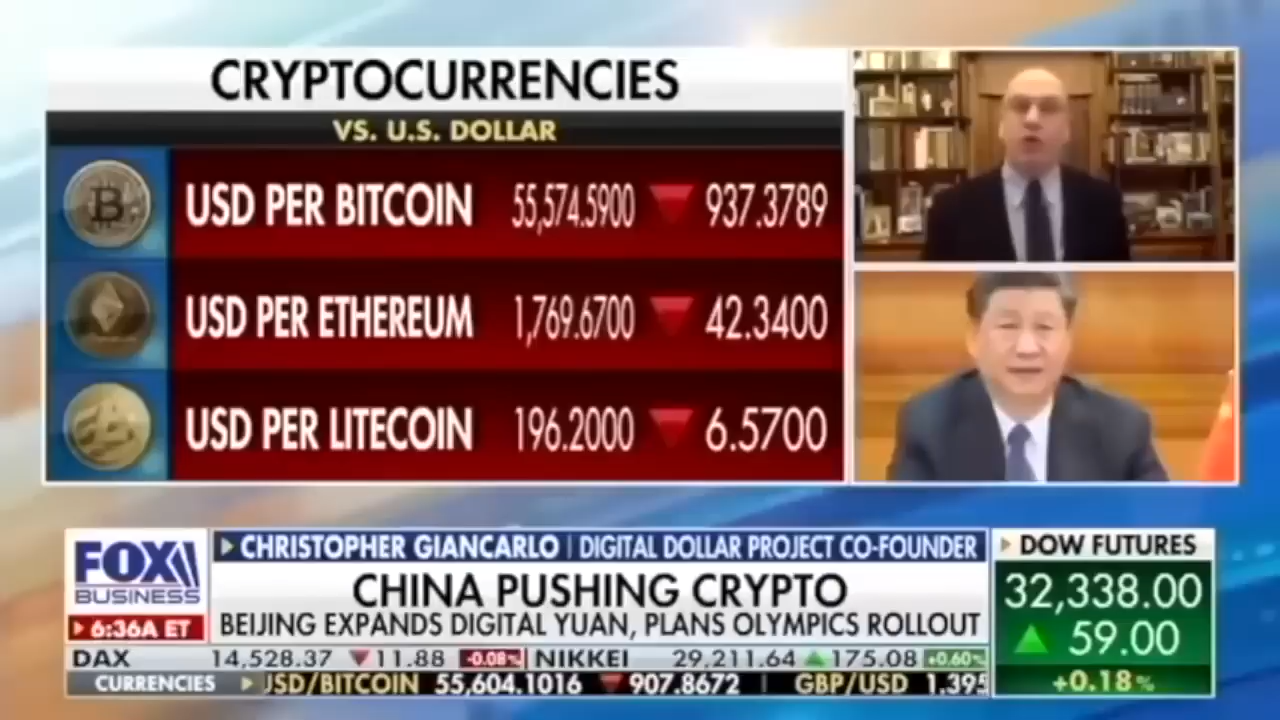 CRYPTOCURRENCIES
VS. U.S. DOLLAR
USD PER BITCOIN 55,574.5900 937.3789
USD PER ETHEREUM 1,769.6700 42.3400
USD PER LITECOIN 196.2000 6.5700
FOX BUSINESS
6:36A ET
CHRISTOPHER GIANCARLO | DIGITAL DOLLAR PROJECT CO-FOUNDER
CHINA PUSHING CRYPTO
BEIJING EXPANDS DIGITAL YUAN, PLANS OLYMPICS ROLLOUT
DOW FUTURES
32,338.00
59.00
+0.18%
DAX 14,528.37 11.88 -0.08% NIKKEI 29,211.64 175.08 +0.60%
CURRENCIES USD/BITCOIN 55,604.1016 907.8672 | GBP/USD 1.395